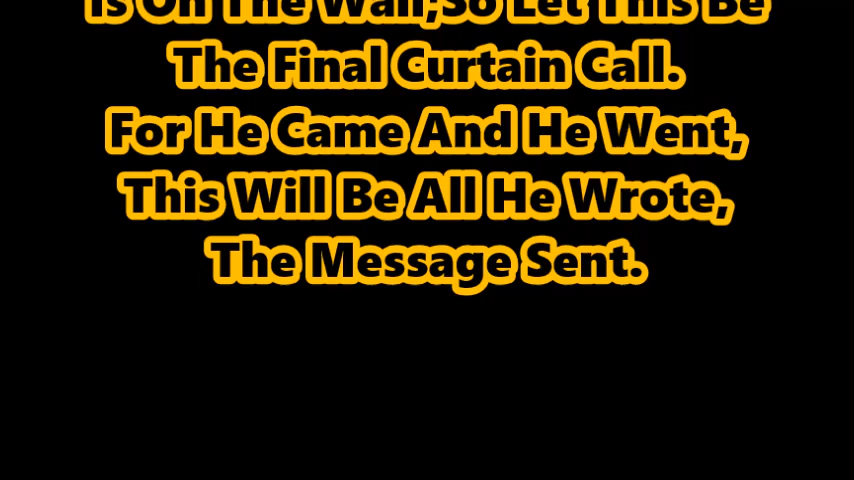 Is On The Wall,So Let This Be
The Final Curtain Call.
For He Came And He Went,
This Will Be All He Wrote,
The Message Sent.